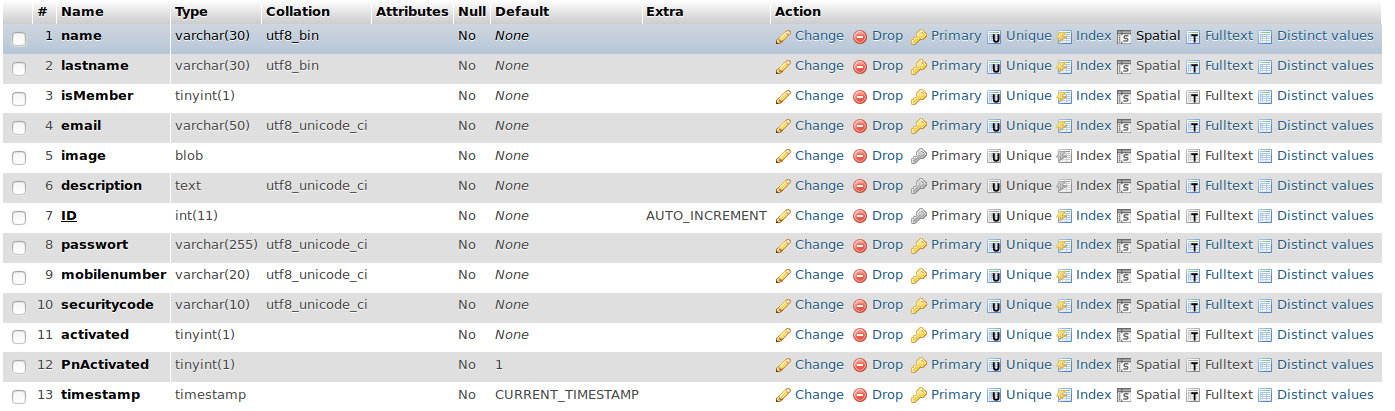 # Name Type Collation Attributes Null Default Extra Action
1 name varchar(30) utf8_bin No None Change Drop Primary Unique Index Spatial Fulltext Distinct values
2 lastname varchar(30) utf8_bin No None Change Drop Primary Unique Index Spatial Fulltext Distinct values
3 isMember tinyint(1) No None Change Drop Primary Unique Index Spatial Fulltext Distinct values
4 email varchar(50) utf8_unicode_ci No None Change Drop Primary Unique Index Spatial Fulltext Distinct values
5 image blob No None Change Drop Primary Unique Index Spatial Fulltext Distinct values
6 description text utf8_unicode_ci No None Change Drop Primary Unique Index Spatial Fulltext Distinct values
7 ID int(11) No None AUTO_INCREMENT Change Drop Primary Unique Index Spatial Fulltext Distinct values
8 passwort varchar(255) utf8_unicode_ci No None Change Drop Primary Unique Index Spatial Fulltext Distinct values
9 mobilenumber varchar(20) utf8_unicode_ci No None Change Drop Primary Unique Index Spatial Fulltext Distinct values
10 securitycode varchar(10) utf8_unicode_ci No None Change Drop Primary Unique Index Spatial Fulltext Distinct values
11 activated tinyint(1) No None Change Drop Primary Unique Index Spatial Fulltext Distinct values
12 PnActivated tinyint(1) No 1 Change Drop Primary Unique Index Spatial Fulltext Distinct values
13 timestamp timestamp No CURRENT_TIMESTAMP Change Drop Primary Unique Index Spatial Fulltext Distinct values